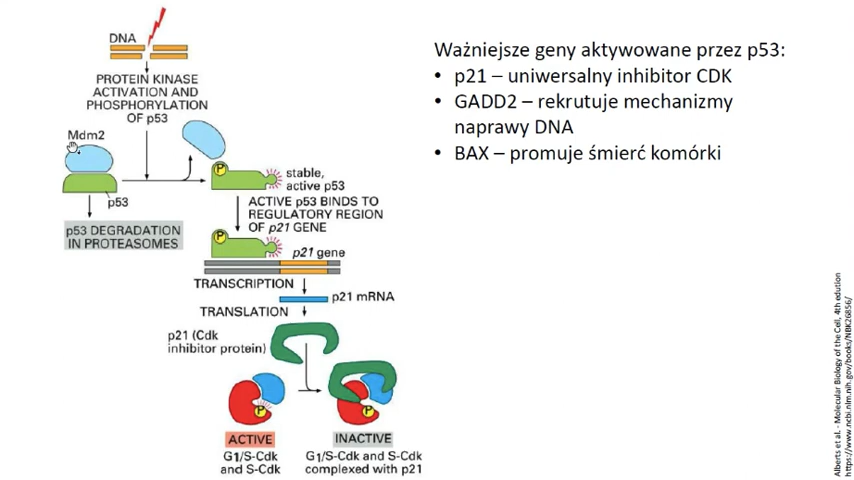 DNA
PROTEIN KINASE
ACTIVATION AND
PHOSPHORYLATION
OF p53
Mdm2
P
stable,
active p53
p53
p53 DEGRADATION
IN PROTEASOMES
ACTIVE p53 BINDS TO
REGULATORY REGION
OF p21 GENE
P
p21 gene
TRANSCRIPTION
p21 mRNA
TRANSLATION
p21 (Cdk
inhibitor protein)
P
P
ACTIVE
G1/S-Cdk
and S-Cdk
INACTIVE
G1/S-Cdk and S-Cdk
complexed with p21
Ważniejsze geny aktywowane przez p53:
• p21 – uniwersalny inhibitor CDK
• GADD2 – rekrutuje mechanizmy
naprawy DNA
• BAX – promuje śmierć komórki
Alberts et al. - Molecular Biology of the Cell, 4th edution
https://www.ncbi.nlm.nih.gov/books/NBK26856/